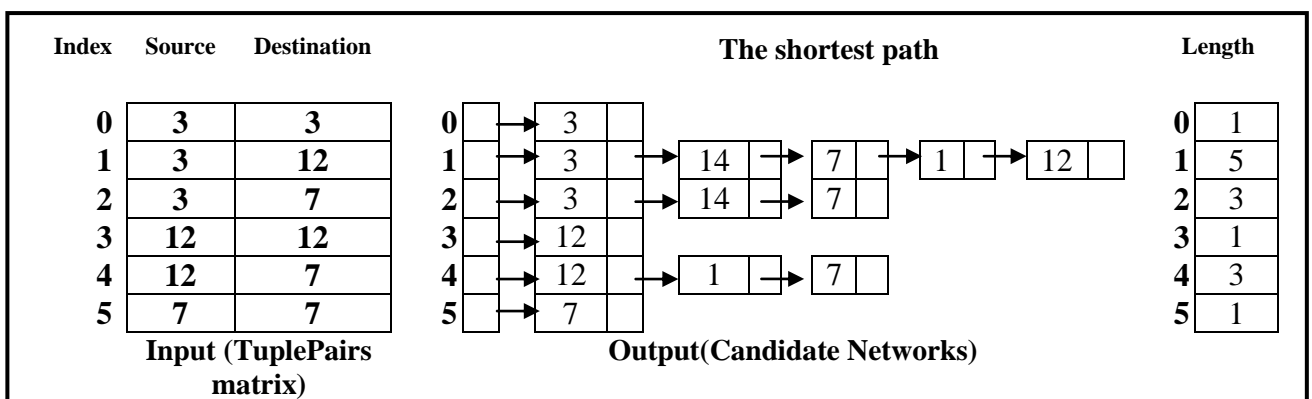 Index Source Destination The shortest path Length
0 3 3 0 3 0 1
1 3 12 1 3 14 7 1 12 1 5
2 3 7 2 3 14 7 2 3
3 12 12 3 12 3 1
4 12 7 4 12 1 7 4 3
5 7 7 5 7 5 1
Input (TuplePairs Output(Candidate Networks)
matrix)